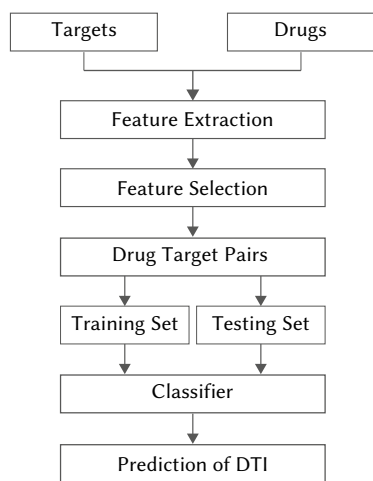 Targets
Drugs
Feature Extraction
Feature Selection
Drug Target Pairs
Training Set
Testing Set
Classifier
Prediction of DTI